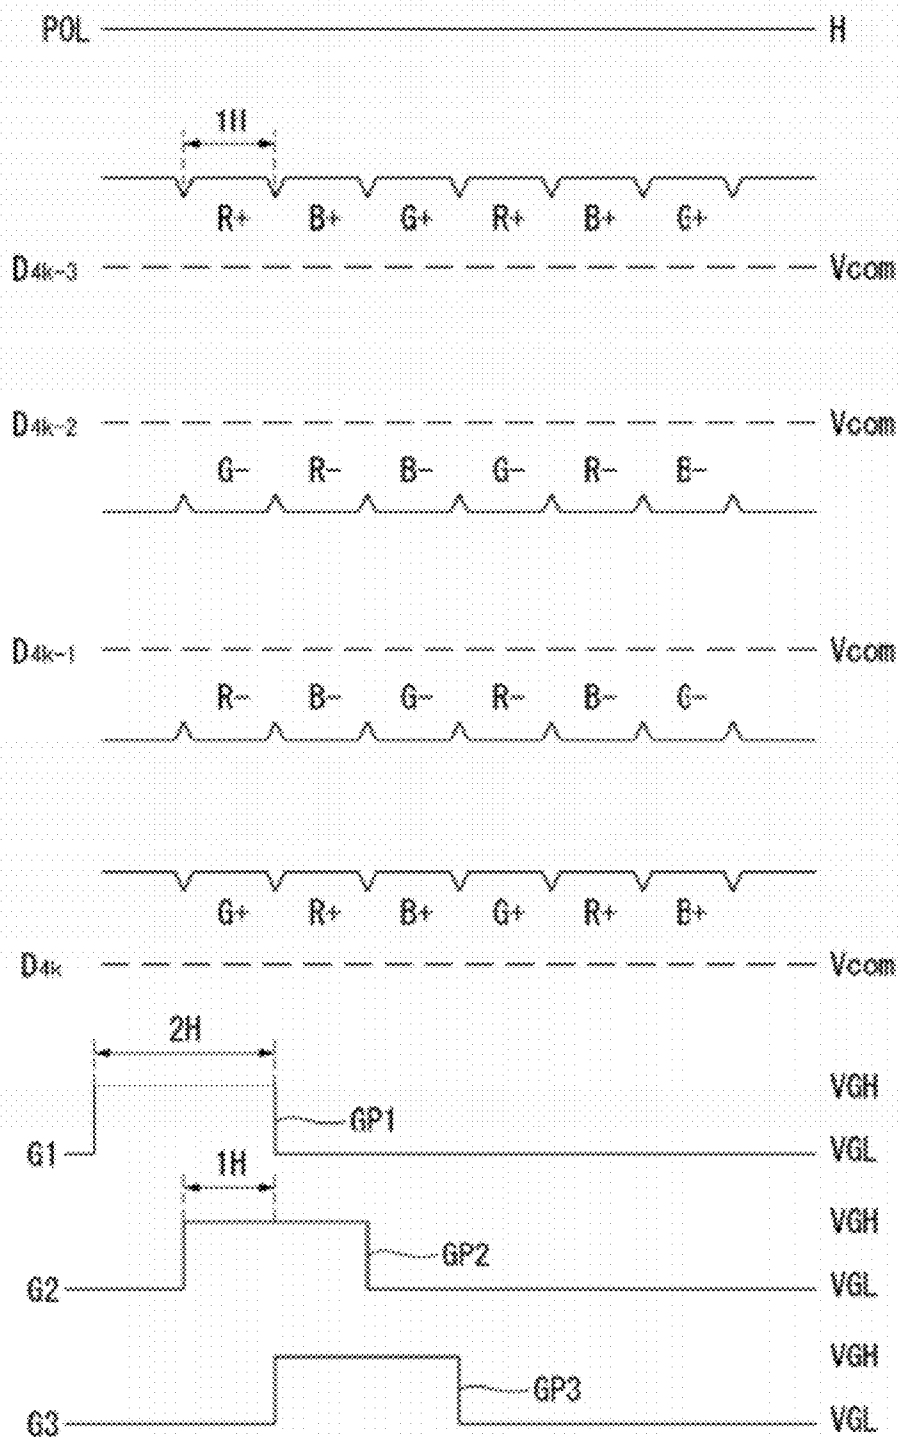 POL H
1H
R+ B+ G+ R+ B+ G+
D4k-3 Vcom
D4k-2 Vcom
G- R- B- G- R- B-
D4k-1 Vcom
R- B- G- R- B- G-
G+ R+ B+ G+ R+ B+
D4k Vcom
2H
VGH
GP1
G1 VGL
1H
VGH
GP2
G2 VGL
VGH
GP3
G3 VGL